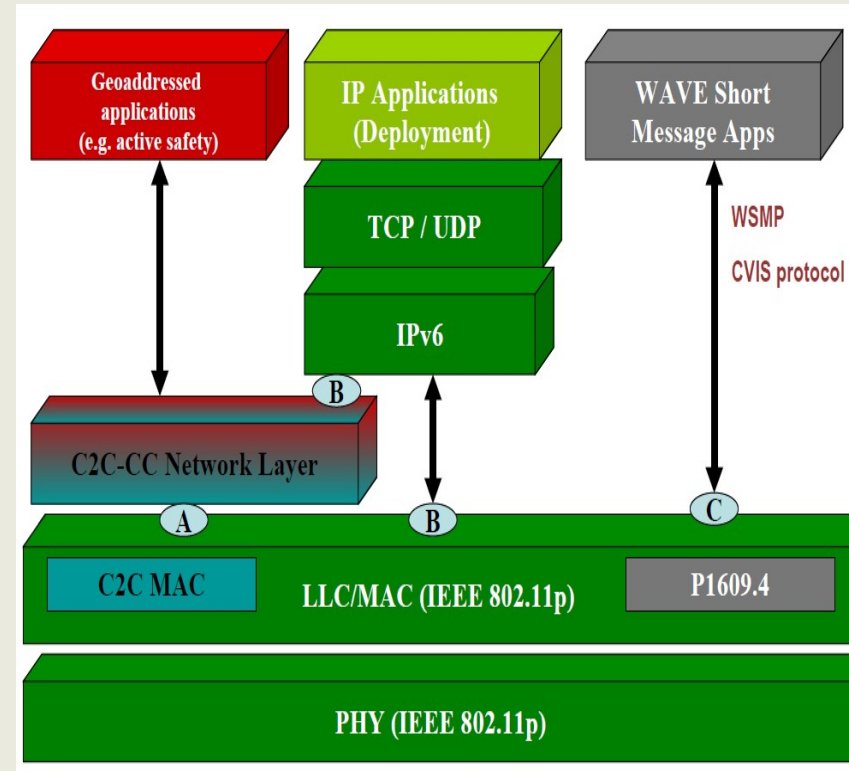 Geoaddressed
applications
(e.g. active safety)
IP Applications
(Deployment)
WAVE Short
Message Apps
TCP / UDP
WSMP
CVIS protocol
IPv6
B
C2C-CC Network Layer
A
B
C
C2C MAC
LLC/MAC (IEEE 802.11p)
P1609.4
PHY (IEEE 802.11p)